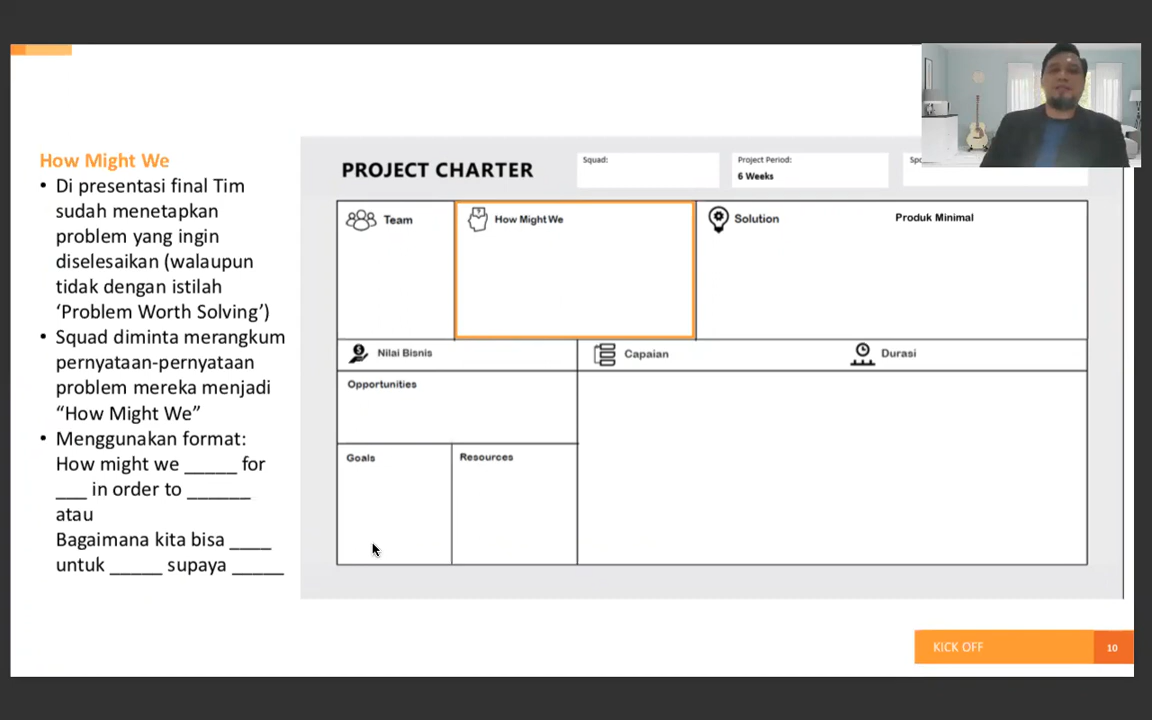 How Might We
• Di presentasi final Tim
sudah menetapkan
problem yang ingin
diselesaikan (walaupun
tidak dengan istilah
‘Problem Worth Solving’)
• Squad diminta merangkum
pernyataan-pernyataan
problem mereka menjadi
“How Might We”
• Menggunakan format:
How might we _____ for
___ in order to ______
atau
Bagaimana kita bisa ____
untuk _____ supaya _____
PROJECT CHARTER
Squad:
Project Period:
6 Weeks
Team
How Might We
Solution
Produk Minimal
Nilai Bisnis
Capaian
Durasi
Opportunities
Goals
Resources
KICK OFF
10